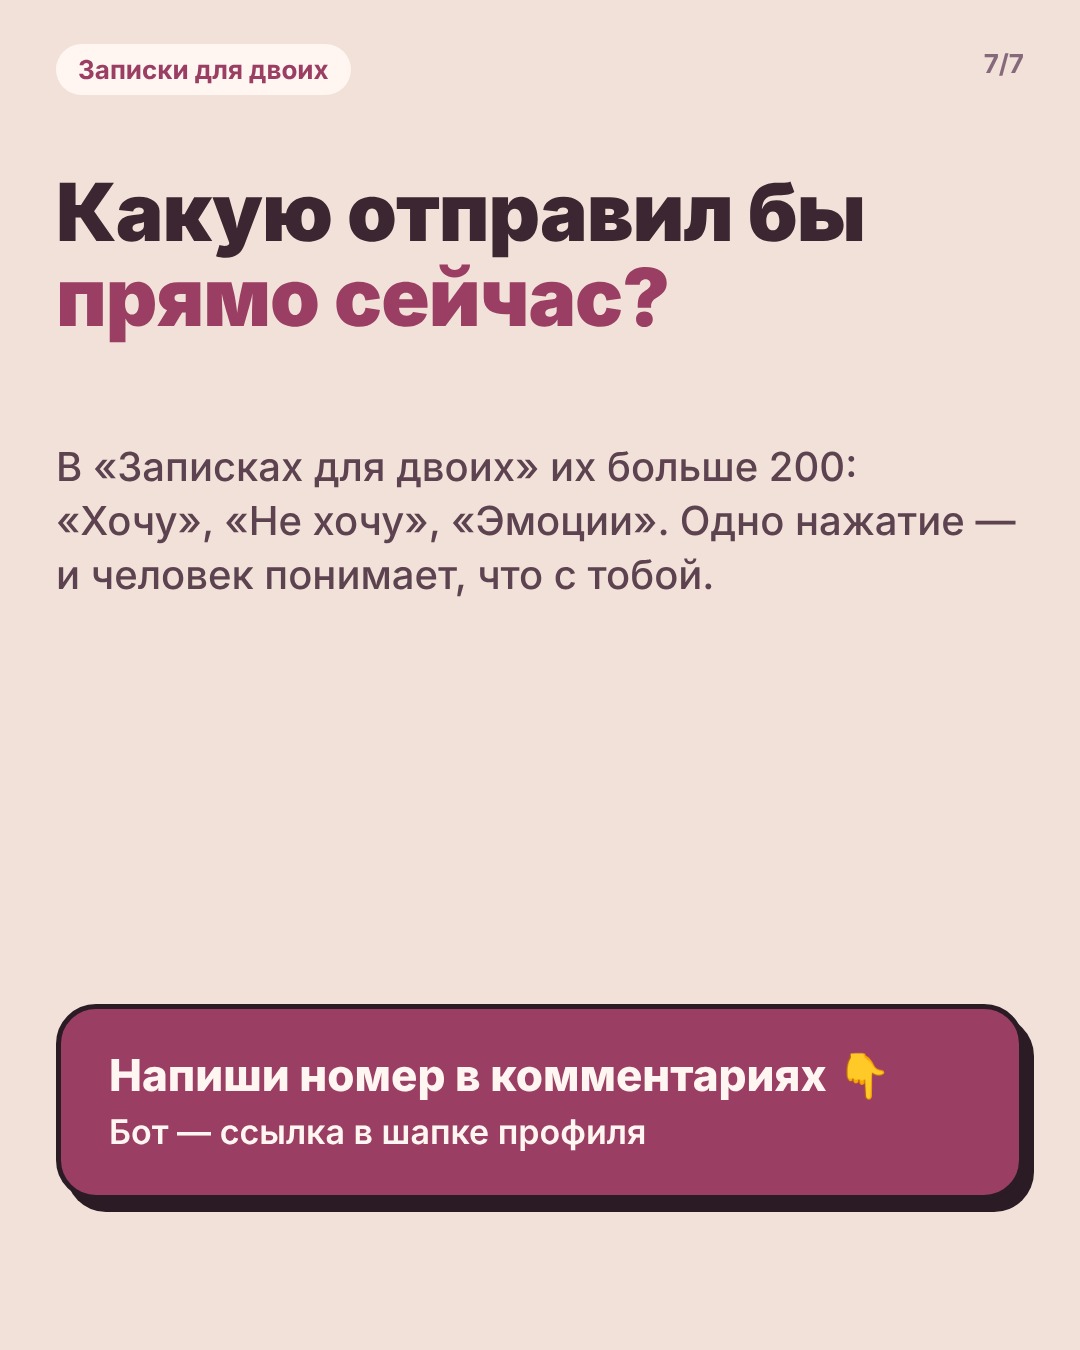 Записки для двоих
7/7
Какую отправил бы
прямо сейчас?
В «Записках для двоих» их больше 200:
«Хочу», «Не хочу», «Эмоции». Одно нажатие —
и человек понимает, что с тобой.
Напиши номер в комментариях 👇
Бот — ссылка в шапке профиля